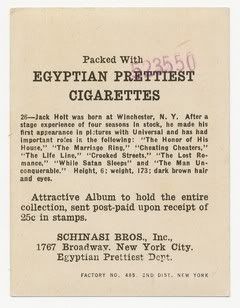 Packed With
523550
EGYPTIAN PRETTIEST
CIGARETTES
26—Jack Holt was born at Winchester, N. Y. After a
stage experience of four seasons in stock, he made his
first appearance in pictures with Universal and has had
important roles in the following: "The Honor of His
House," "The Marriage Ring," "Cheating Cheaters,"
"The Life Line," "Crooked Streets," "The Lost Ro-
mance," "While Satan Sleeps" and "The Man Un-
conquerable." Height, 6; weight, 173; dark brown hair
and eyes.
Attractive Album to hold the entire
collection, sent post-paid upon receipt of
25c in stamps.
SCHINASI BROS., Inc.,
1767 Broadway. New York City.
Egyptian Prettiest Dept.
FACTORY NO. 485. 2ND DIST. NEW YORK